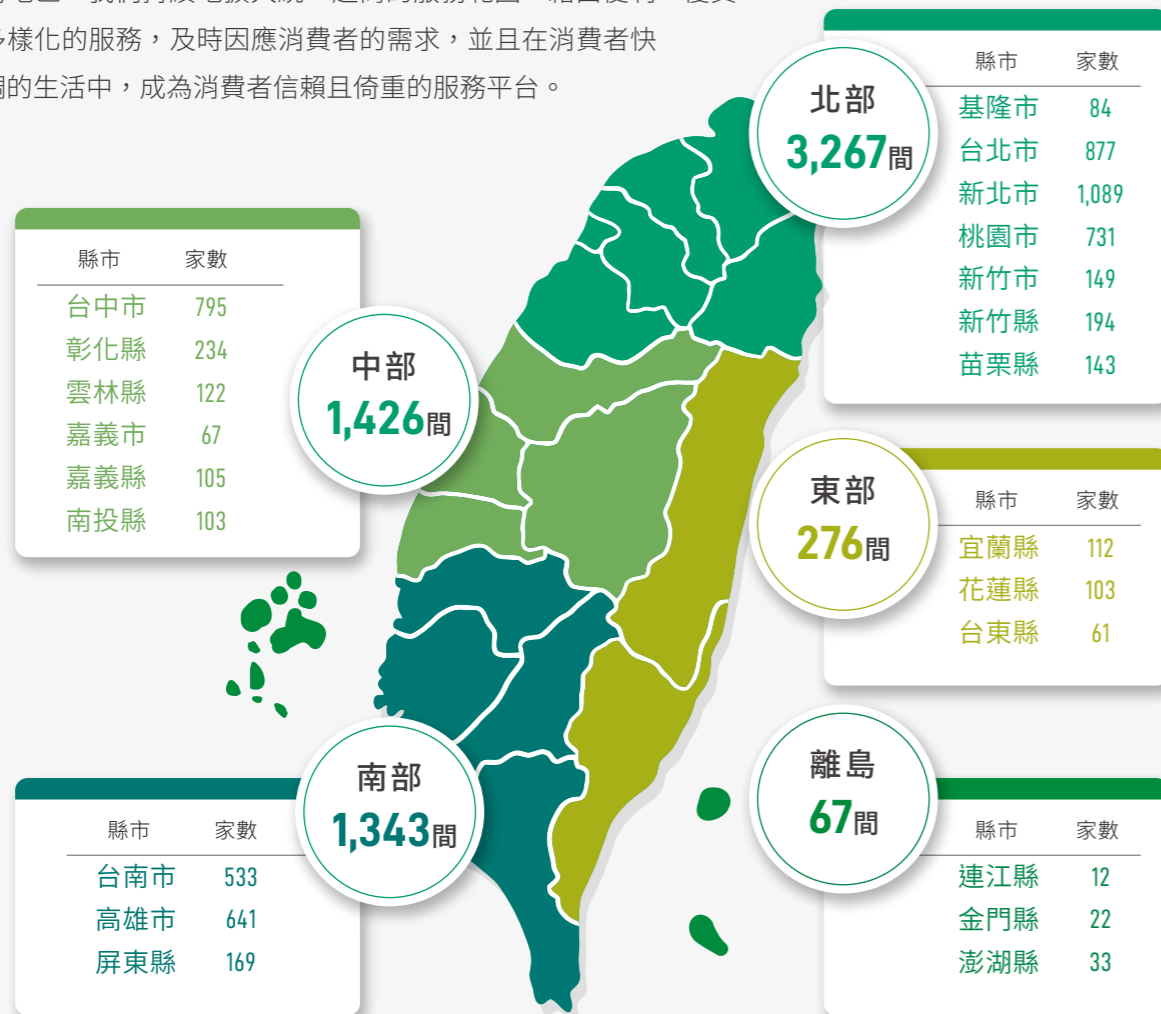 多樣化的服務，及時因應消費者的需求，並且在消費者快
的生活中，成為消費者信賴且倚重的服務平台。
北部
3,267間
縣市 家數
基隆市 84
台北市 877
新北市 1,089
桃園市 731
新竹市 149
新竹縣 194
苗栗縣 143
中部
1,426間
縣市 家數
台中市 795
彰化縣 234
雲林縣 122
嘉義市 67
嘉義縣 105
南投縣 103
東部
276間
縣市 家數
宜蘭縣 112
花蓮縣 103
台東縣 61
南部
1,343間
縣市 家數
台南市 533
高雄市 641
屏東縣 169
離島
67間
縣市 家數
連江縣 12
金門縣 22
澎湖縣 33